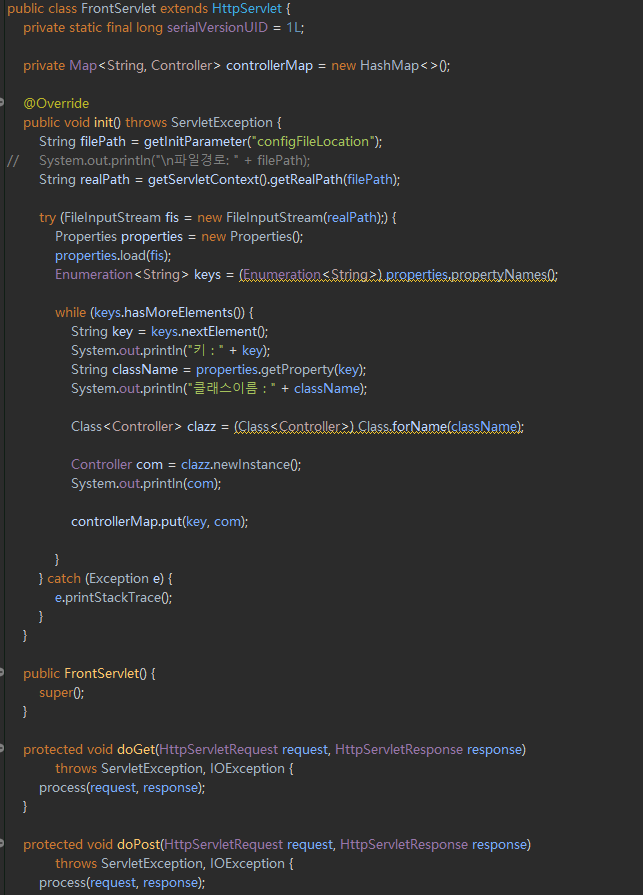 public class FrontServlet extends HttpServlet {
private static final long serialVersionUID = 1L;
private Map<String, Controller> controllerMap = new HashMap<>();
@Override
public void init() throws ServletException {
String filePath = getInitParameter("configFileLocation");
// System.out.println("\n파일경로: " + filePath);
String realPath = getServletContext().getRealPath(filePath);
try (FileInputStream fis = new FileInputStream(realPath);) {
Properties properties = new Properties();
properties.load(fis);
Enumeration<String> keys = (Enumeration<String>) properties.propertyNames();
while (keys.hasMoreElements()) {
String key = keys.nextElement();
System.out.println("키 : " + key);
String className = properties.getProperty(key);
System.out.println("클래스이름 : " + className);
Class<Controller> clazz = (Class<Controller>) Class.forName(className);
Controller com = clazz.newInstance();
System.out.println(com);
controllerMap.put(key, com);
}
} catch (Exception e) {
e.printStackTrace();
}
}
public FrontServlet() {
super();
}
protected void doGet(HttpServletRequest request, HttpServletResponse response)
throws ServletException, IOException {
process(request, response);
}
protected void doPost(HttpServletRequest request, HttpServletResponse response)
throws ServletException, IOException {
process(request, response);